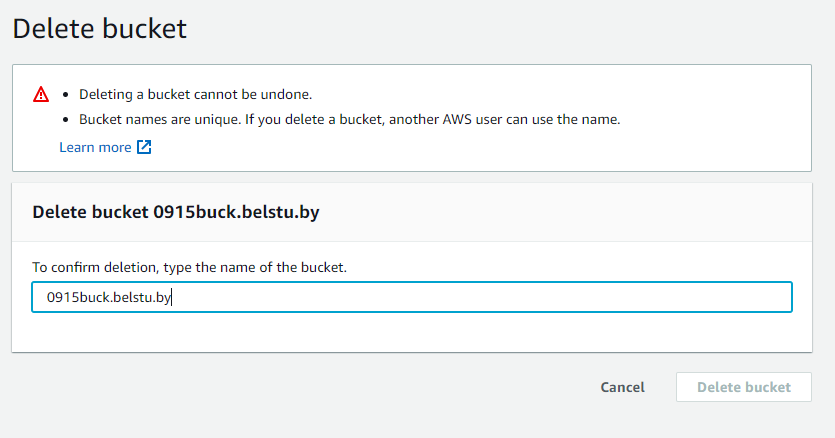 Delete bucket
Deleting a bucket cannot be undone.
Bucket names are unique. If you delete a bucket, another AWS user can use the name.
Learn more
Delete bucket 0915buck.belstu.by
To confirm deletion, type the name of the bucket.
0915buck.belstu.by
Cancel Delete bucket